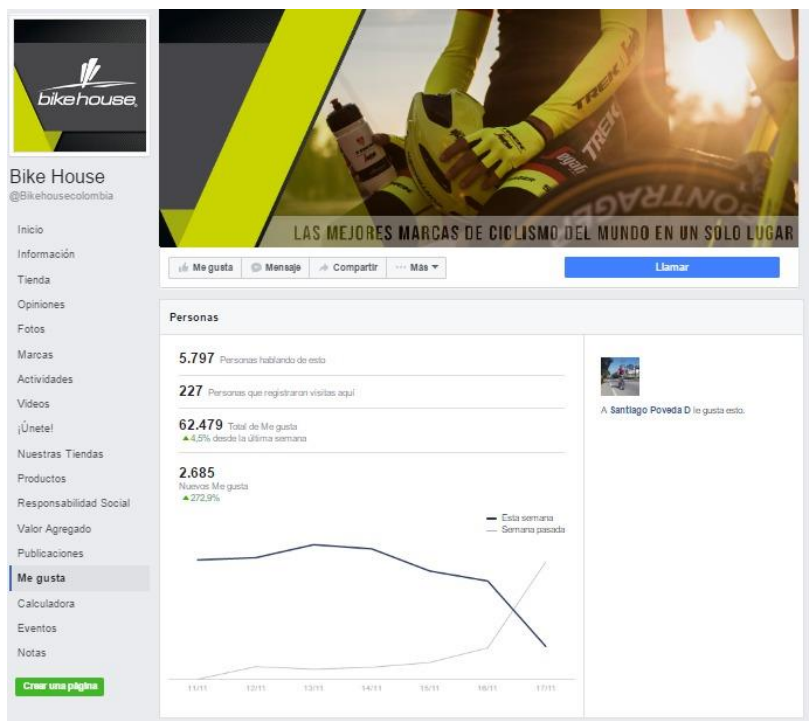 bikehouse
Bike House
@Bikehousecolombia
Inicio
Información
Tienda
Opiniones
Fotos
Marcas
Actividades
Videos
¡Únete!
Nuestras Tiendas
Productos
Responsabilidad Social
Valor Agregado
Publicaciones
Me gusta
Calculadora
Eventos
Notas
Crear una página
TREK
TREK
BONTRAGER
LAS MEJORES MARCAS DE CICLISMO DEL MUNDO EN UN SOLO LUGAR
Me gusta Mensaje Compartir Más Llamar
Personas
5.797 Personas hablando de esto
227 Personas que registraron visitas aquí
62.479 Total de Me gusta
▲4,5% desde la última semana
2.685
Nuevos Me gusta
▲272,9%
Esta semana
Semana pasada
11/11 12/11 13/11 14/11 15/11 16/11 17/11
A Santiago Poveda D le gusta esto.